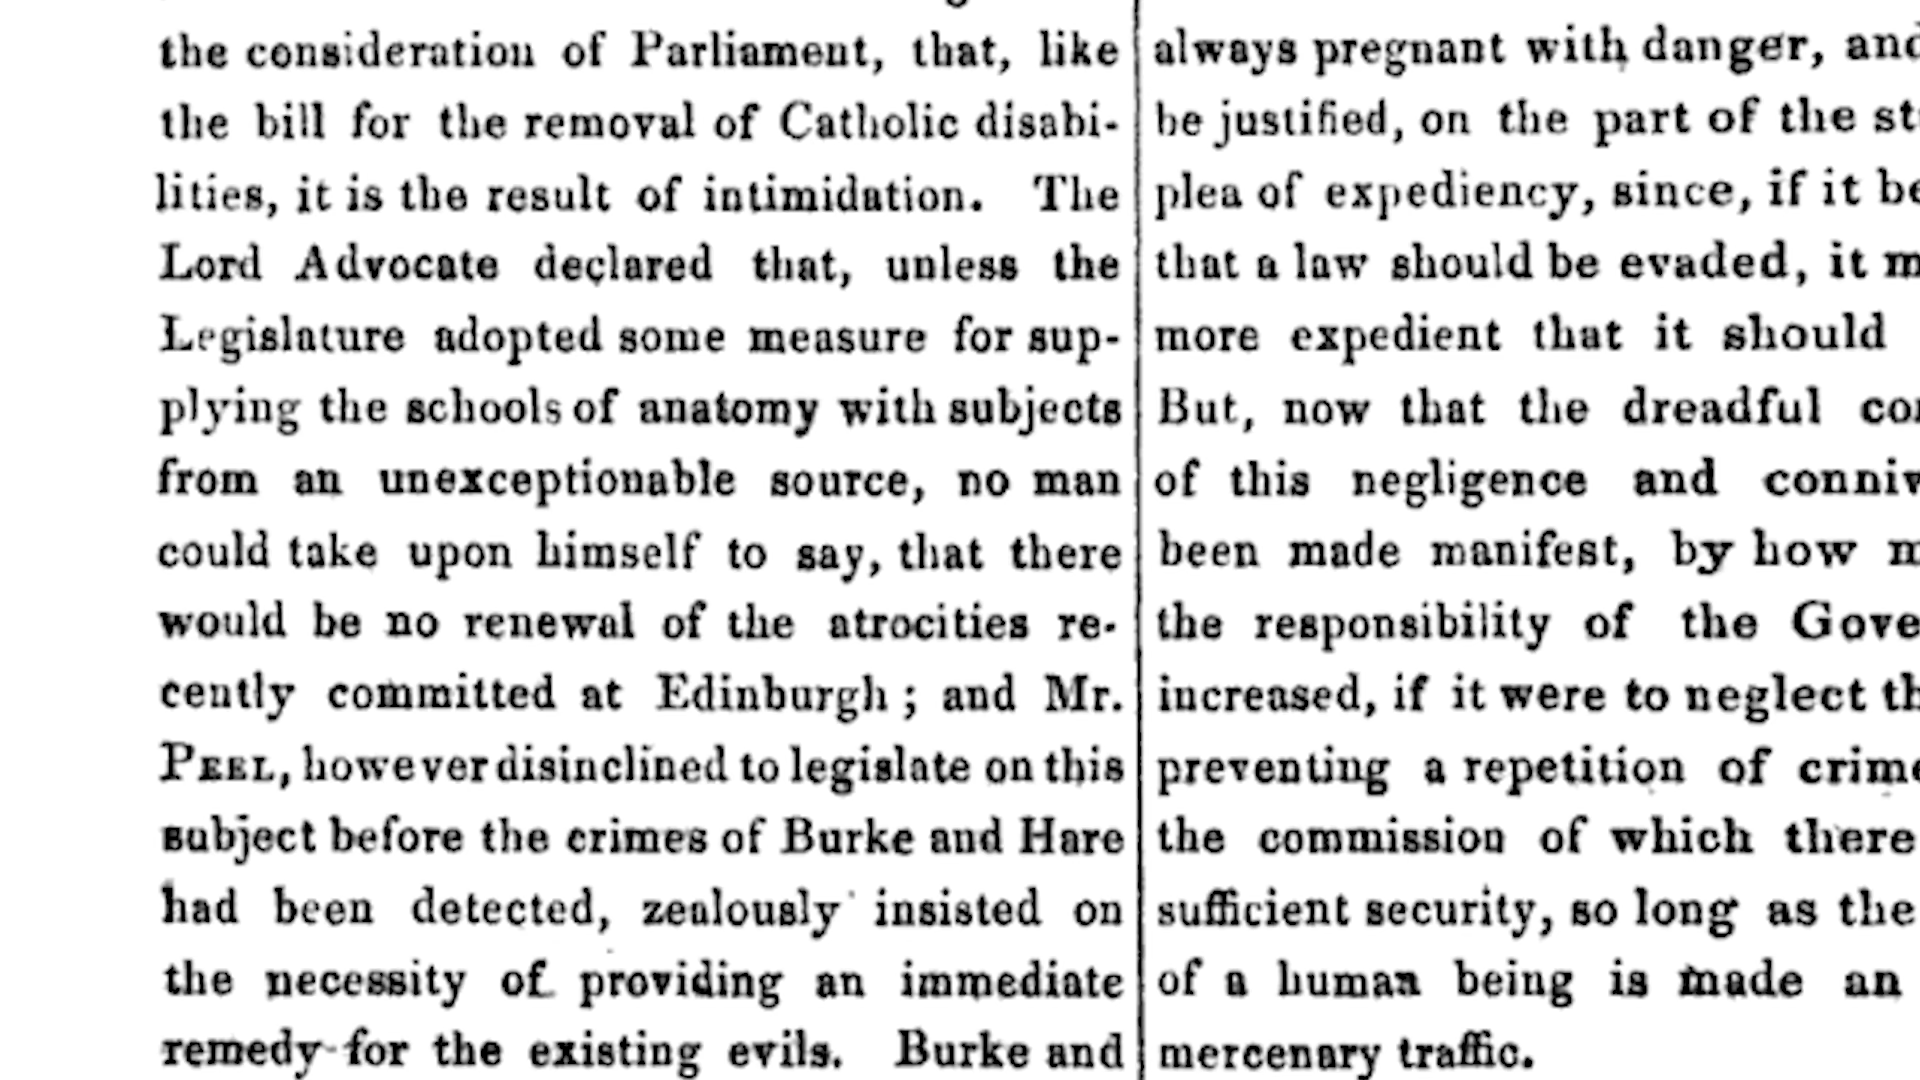 the consideration of Parliament, that, like
the bill for the removal of Catholic disabi-
lities, it is the result of intimidation. The
Lord Advocate declared that, unless the
Legislature adopted some measure for sup-
plying the schools of anatomy with subjects
from an unexceptionable source, no man
could take upon himself to say, that there
would be no renewal of the atrocities re-
cently committed at Edinburgh; and Mr.
PEEL, however disinclined to legislate on this
subject before the crimes of Burke and Hare
had been detected, zealously insisted on
the necessity of providing an immediate
remedy for the existing evils. Burke and
always pregnant with danger, and
be justified, on the part of the
plea of expediency, since, if it be
that a law should be evaded, it
more expedient that it should
But, now that the dreadful
of this negligence and
been made manifest, by how
the responsibility of the
increased, if it were to neglect
preventing a repetition of
the commission of which there
sufficient security, so long as the
of a human being is made an
mercenary traffic.